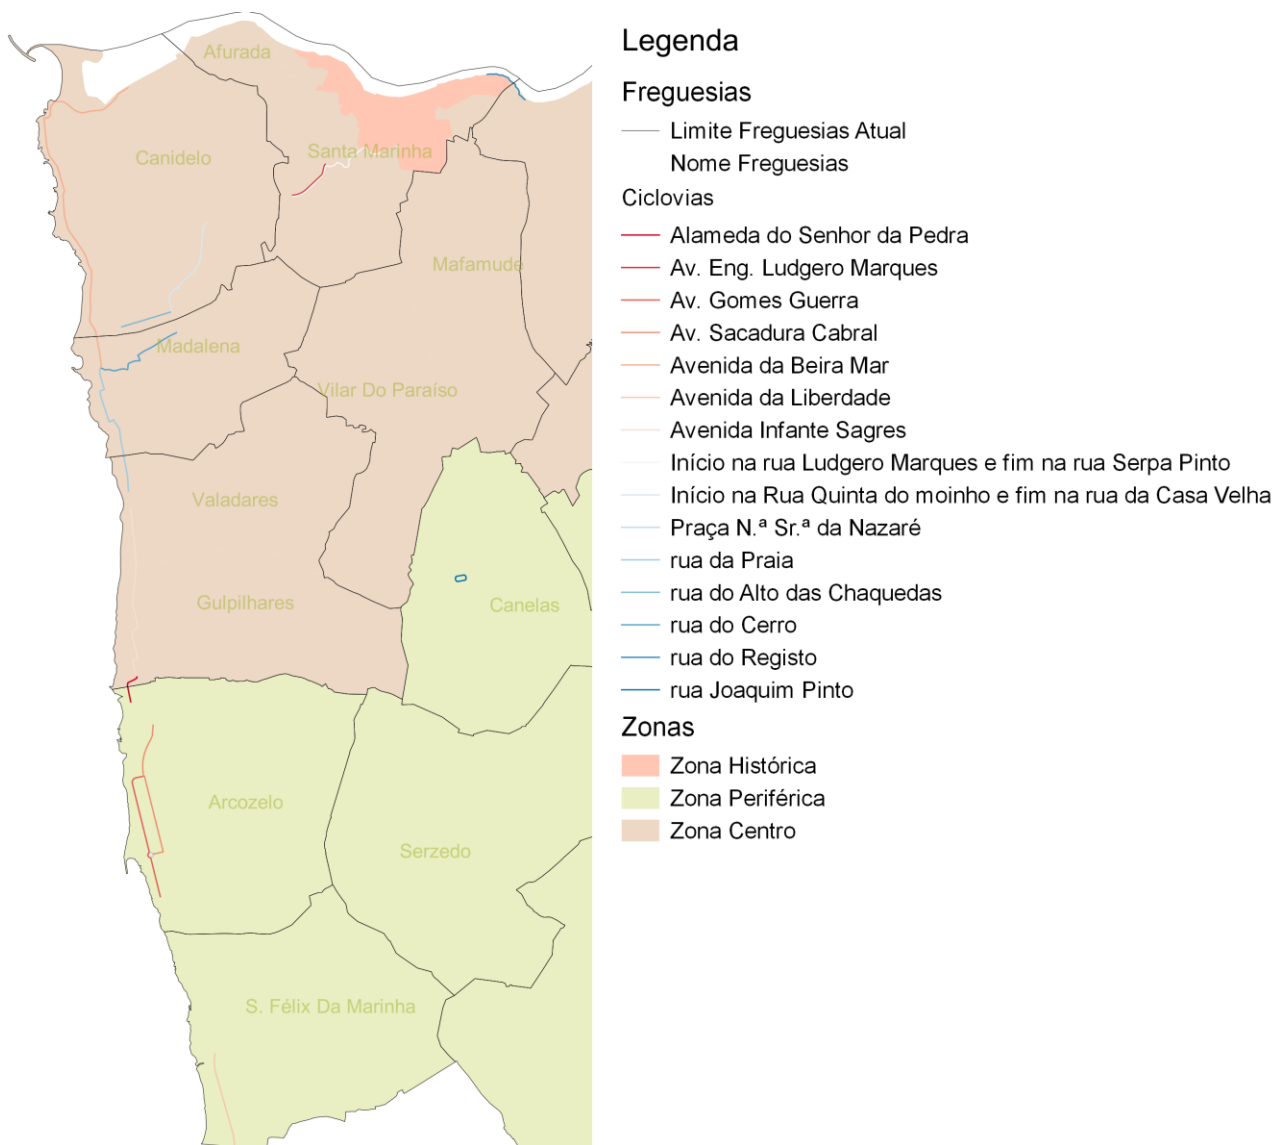 Afurada
Canidelo
Santa Marinha
Mafamude
Madalena
Vilar Do Paraíso
Valadares
Gulpilhares
Canelas
Arcozelo
Serzedo
S. Félix Da Marinha
Legenda
Freguesias
Limite Freguesias Atual
Nome Freguesias
Ciclovias
Alameda do Senhor da Pedra
Av. Eng. Ludgero Marques
Av. Gomes Guerra
Av. Sacadura Cabral
Avenida da Beira Mar
Avenida da Liberdade
Avenida Infante Sagres
Início na rua Ludgero Marques e fim na rua Serpa Pinto
Início na Rua Quinta do moinho e fim na rua da Casa Velha
Praça N.ª Sr.ª da Nazaré
rua da Praia
rua do Alto das Chaquedas
rua do Cerro
rua do Registo
rua Joaquim Pinto
Zonas
Zona Histórica
Zona Periférica
Zona Centro